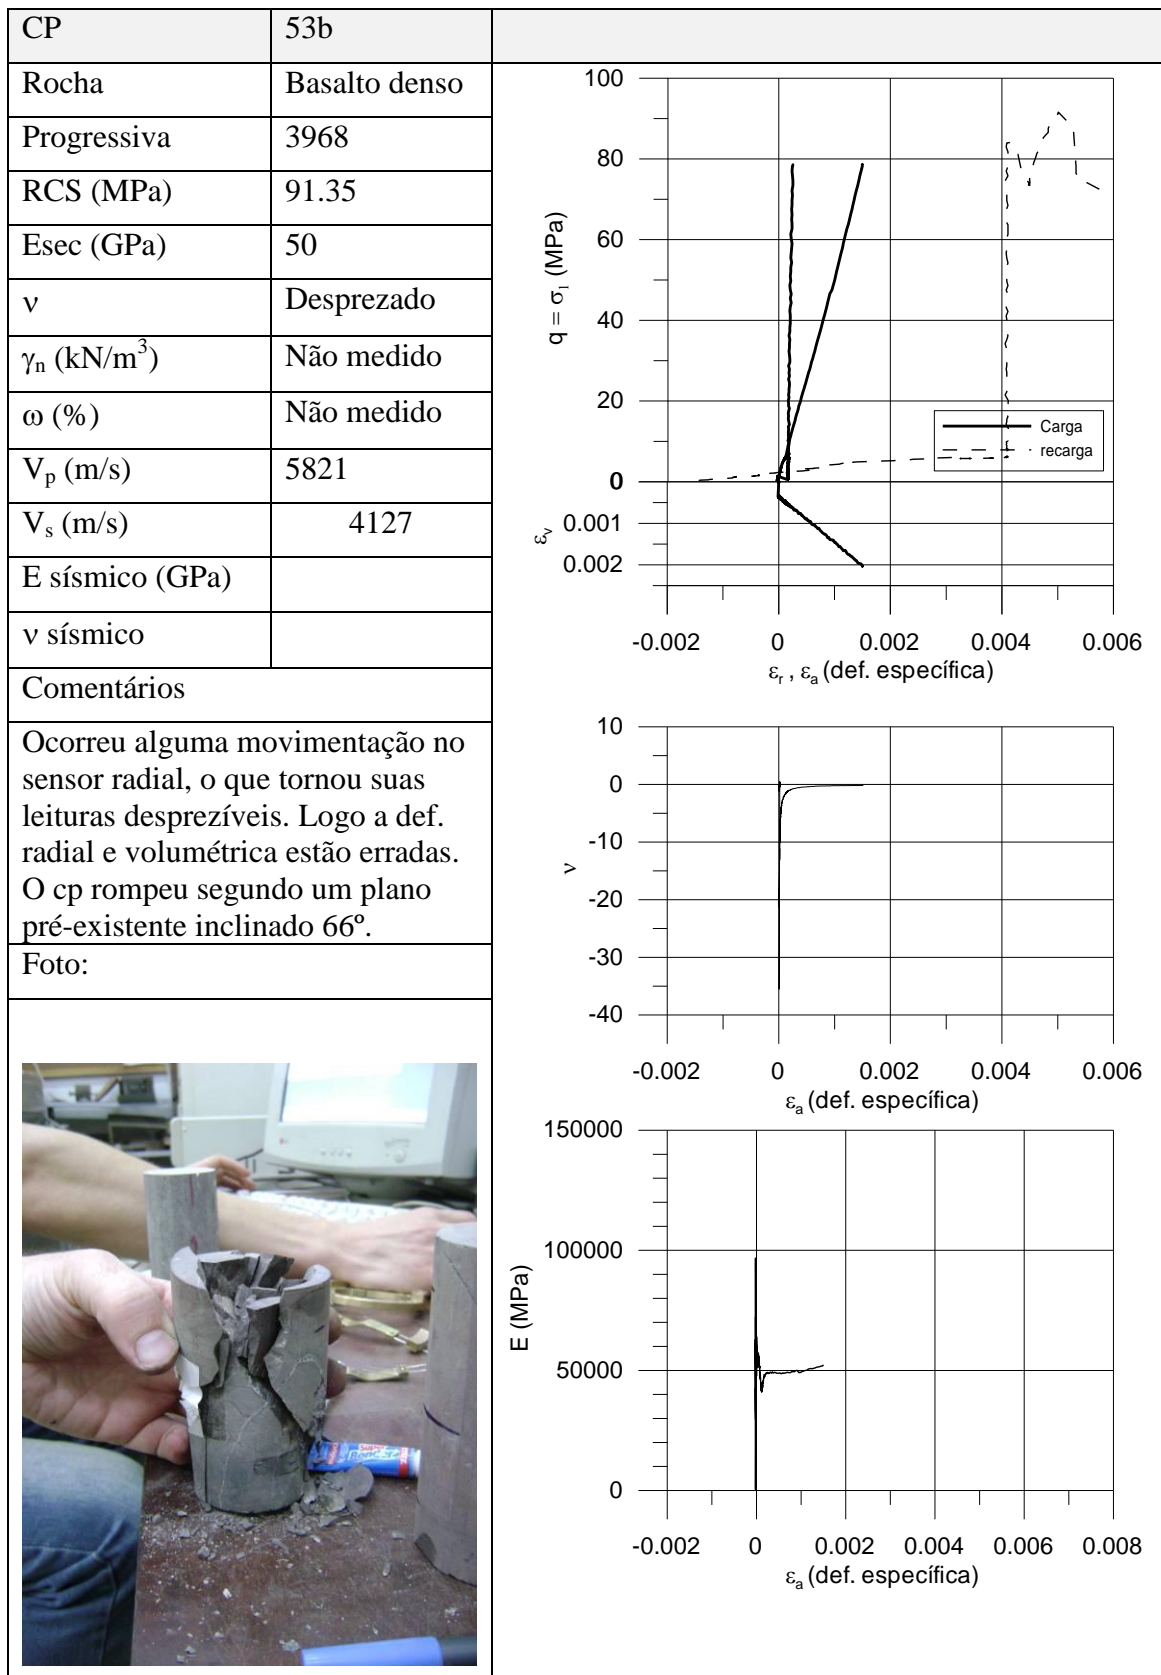 CP 53b
Rocha Basalto denso
Progressiva 3968
RCS (MPa) 91.35
Esec (GPa) 50
ν Desprezado
γn (kN/m3) Não medido
ω (%) Não medido
Vp (m/s) 5821
Vs (m/s) 4127
E sísmico (GPa)
ν sísmico
Comentários
Ocorreu alguma movimentação no
sensor radial, o que tornou suas
leituras desprezíveis. Logo a def.
radial e volumétrica estão erradas.
O cp rompeu segundo um plano
pré-existente inclinado 66º.
Foto:
100
80
60
40
20
0
q = σ1 (MPa)
Carga
recarga
0.001
0.002
εv
-0.002 0 0.002 0.004 0.006
εr , εa (def. específica)
10
0
-10
-20
-30
-40
ν
-0.002 0 0.002 0.004 0.006
εa (def. específica)
150000
100000
50000
0
E (MPa)
-0.002 0 0.002 0.004 0.006 0.008
εa (def. específica)
Super
Bonder